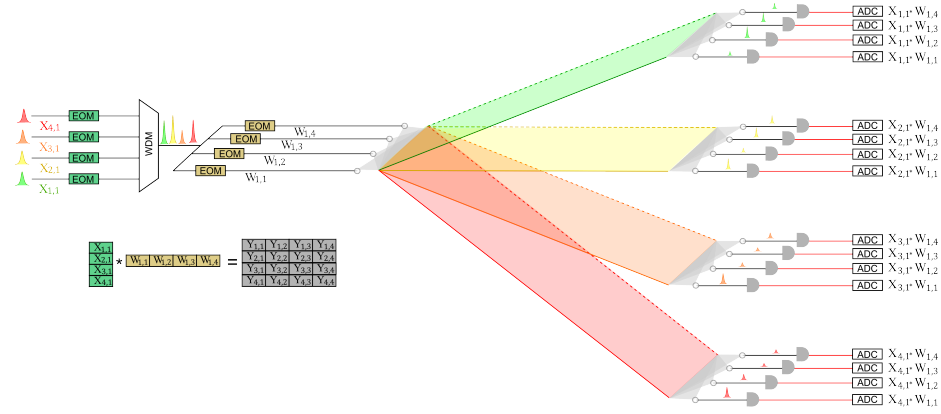 ADC X1,1* W1,4
ADC X1,1* W1,3
ADC X1,1* W1,2
ADC X1,1* W1,1
EOM
X4,1
EOM
X3,1
EOM
X2,1
EOM
X1,1
WDM
EOM
W1,4
EOM
W1,3
EOM
W1,2
EOM
W1,1
ADC X2,1* W1,4
ADC X2,1* W1,3
ADC X2,1* W1,2
ADC X2,1* W1,1
X1,1
X2,1
X3,1
X4,1
*
W1,1 W1,2 W1,3 W1,4
=
Y1,1 Y1,2 Y1,3 Y1,4
Y2,1 Y2,2 Y2,3 Y2,4
Y3,1 Y3,2 Y3,3 Y3,4
Y4,1 Y4,2 Y4,3 Y4,4
ADC X3,1* W1,4
ADC X3,1* W1,3
ADC X3,1* W1,2
ADC X3,1* W1,1
ADC X4,1* W1,4
ADC X4,1* W1,3
ADC X4,1* W1,2
ADC X4,1* W1,1